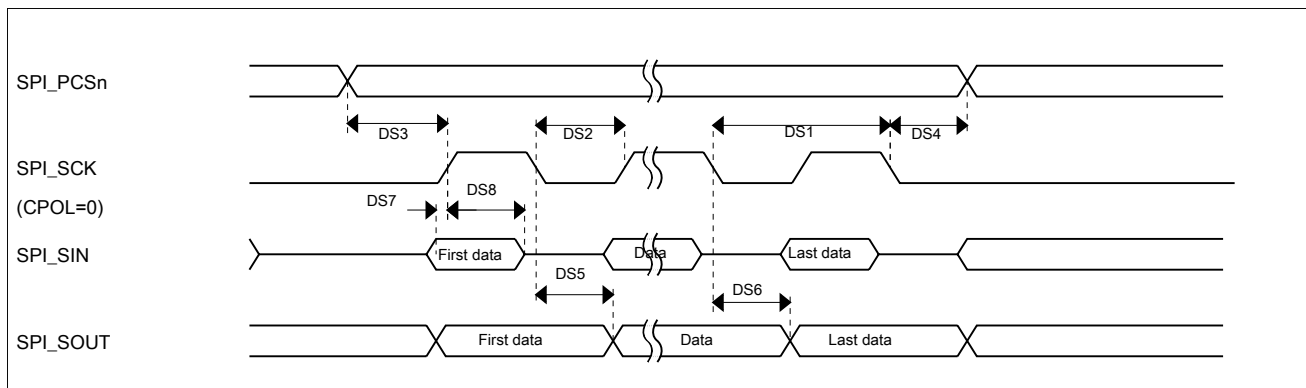 SPI_PCSn
DS3
DS2
DS1
DS4
SPI_SCK
(CPOL=0)
DS7
DS8
SPI_SIN
First data
Data
Last data
DS5
DS6
SPI_SOUT
First data
Data
Last data